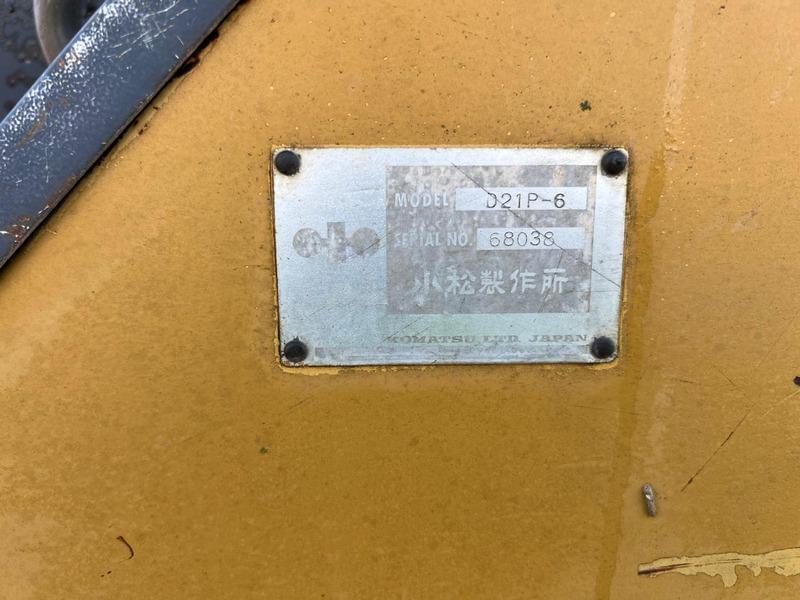 MODEL D21P-6
SERIAL NO. 68038
小松製作所
KOMATSU LTD. JAPAN